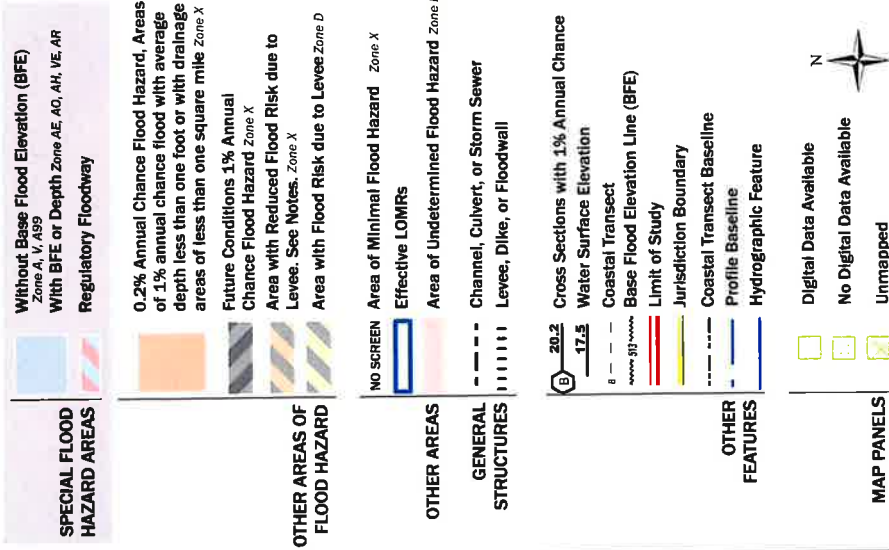 SPECIAL FLOOD
HAZARD AREAS
Without Base Flood Elevation (BFE)
Zone A, V, A99
With BFE or Depth Zone AE, AO, AH, VE, AR
Regulatory Floodway
0.2% Annual Chance Flood Hazard, Areas
of 1% annual chance flood with average
depth less than one foot or with drainage
areas of less than one square mile Zone X
Future Conditions 1% Annual
Chance Flood Hazard Zone X
Area with Reduced Flood Risk due to
Levee. See Notes. Zone X
Area with Flood Risk due to Levee Zone D
OTHER AREAS OF
FLOOD HAZARD
NO SCREEN Area of Minimal Flood Hazard Zone X
Effective LOMRs
OTHER AREAS
Area of Undetermined Flood Hazard Zone
GENERAL
STRUCTURES
Channel, Culvert, or Storm Sewer
Levee, Dike, or Floodwall
B 20.2 Cross Sections with 1% Annual Chance
17.5 Water Surface Elevation
8 Coastal Transect
513 Base Flood Elevation Line (BFE)
Limit of Study
Jurisdiction Boundary
Coastal Transect Baseline
OTHER
FEATURES
Profile Baseline
Hydrographic Feature
Digital Data Available
No Digital Data Available
Unmapped
MAP PANELS
N